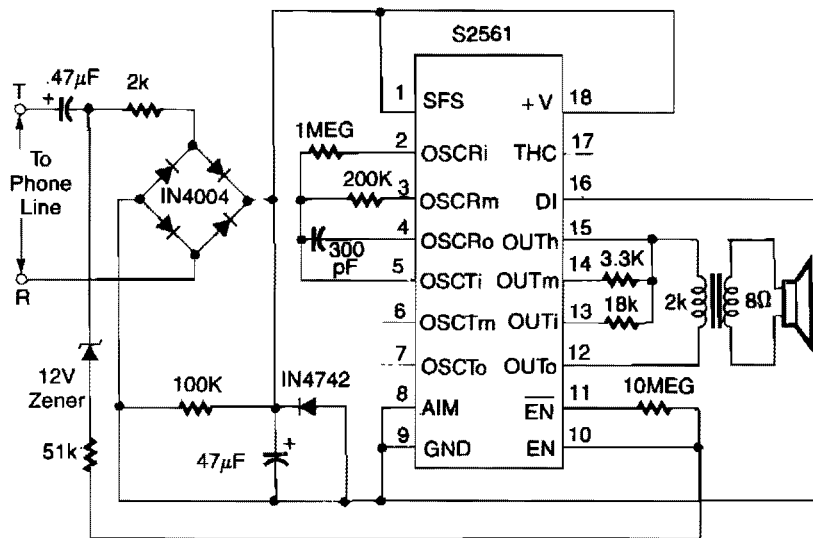 S2561
T
.47µF
+
2k
To
Phone
Line
R
IN4004
12V
Zener
51k
100K
IN4742
47µF
+
1MEG
200K
300
pF
1 SFS
2 OSCRi
3 OSCRm
4 OSCRo
5 OSCTi
6 OSCTm
7 OSCTo
8 AIM
9 GND
+V 18
THC 17
DI 16
OUTh 15
OUTm 14
OUTi 13
OUTo 12
EN 11
EN 10
3.3K
18k
10MEG
2k
8Ω